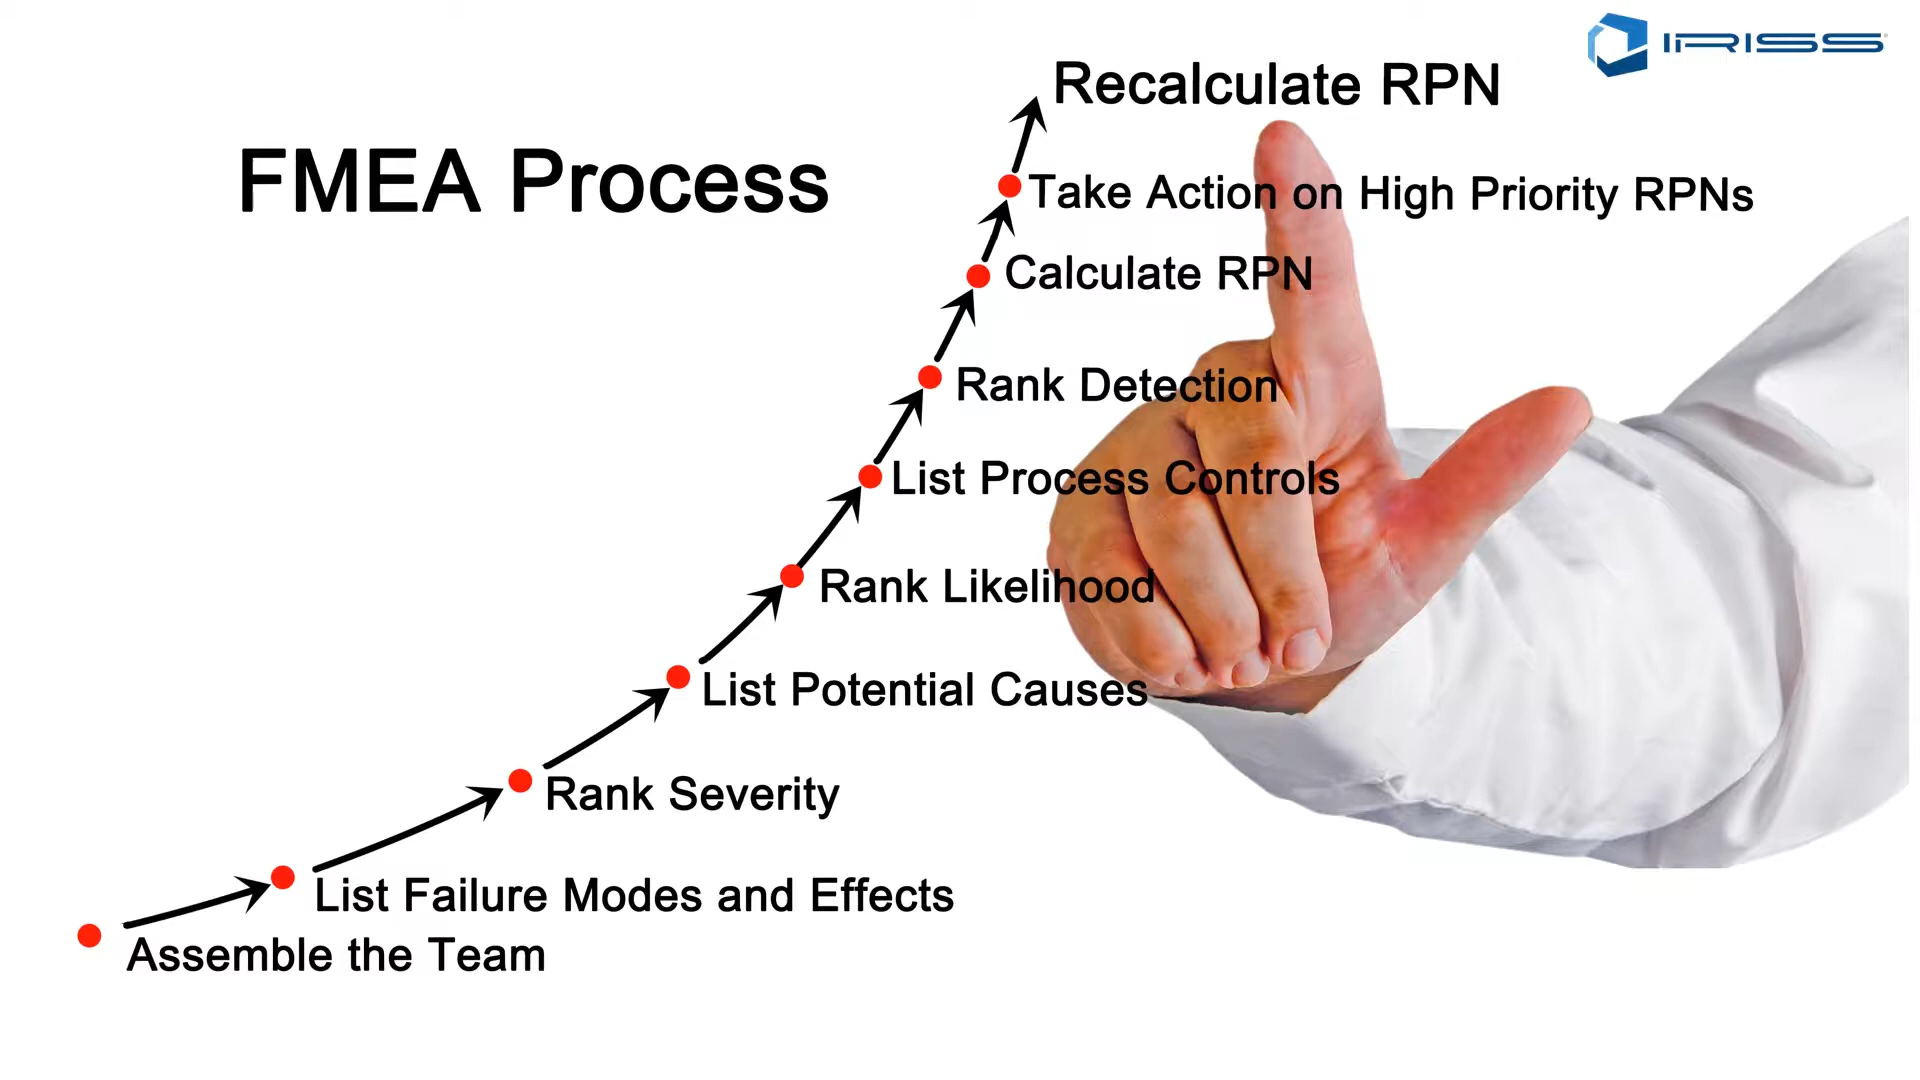 IRISS
Recalculate RPN
FMEA Process
Take Action on High Priority RPNs
Calculate RPN
Rank Detection
List Process Controls
Rank Likelihood
List Potential Causes
Rank Severity
List Failure Modes and Effects
Assemble the Team